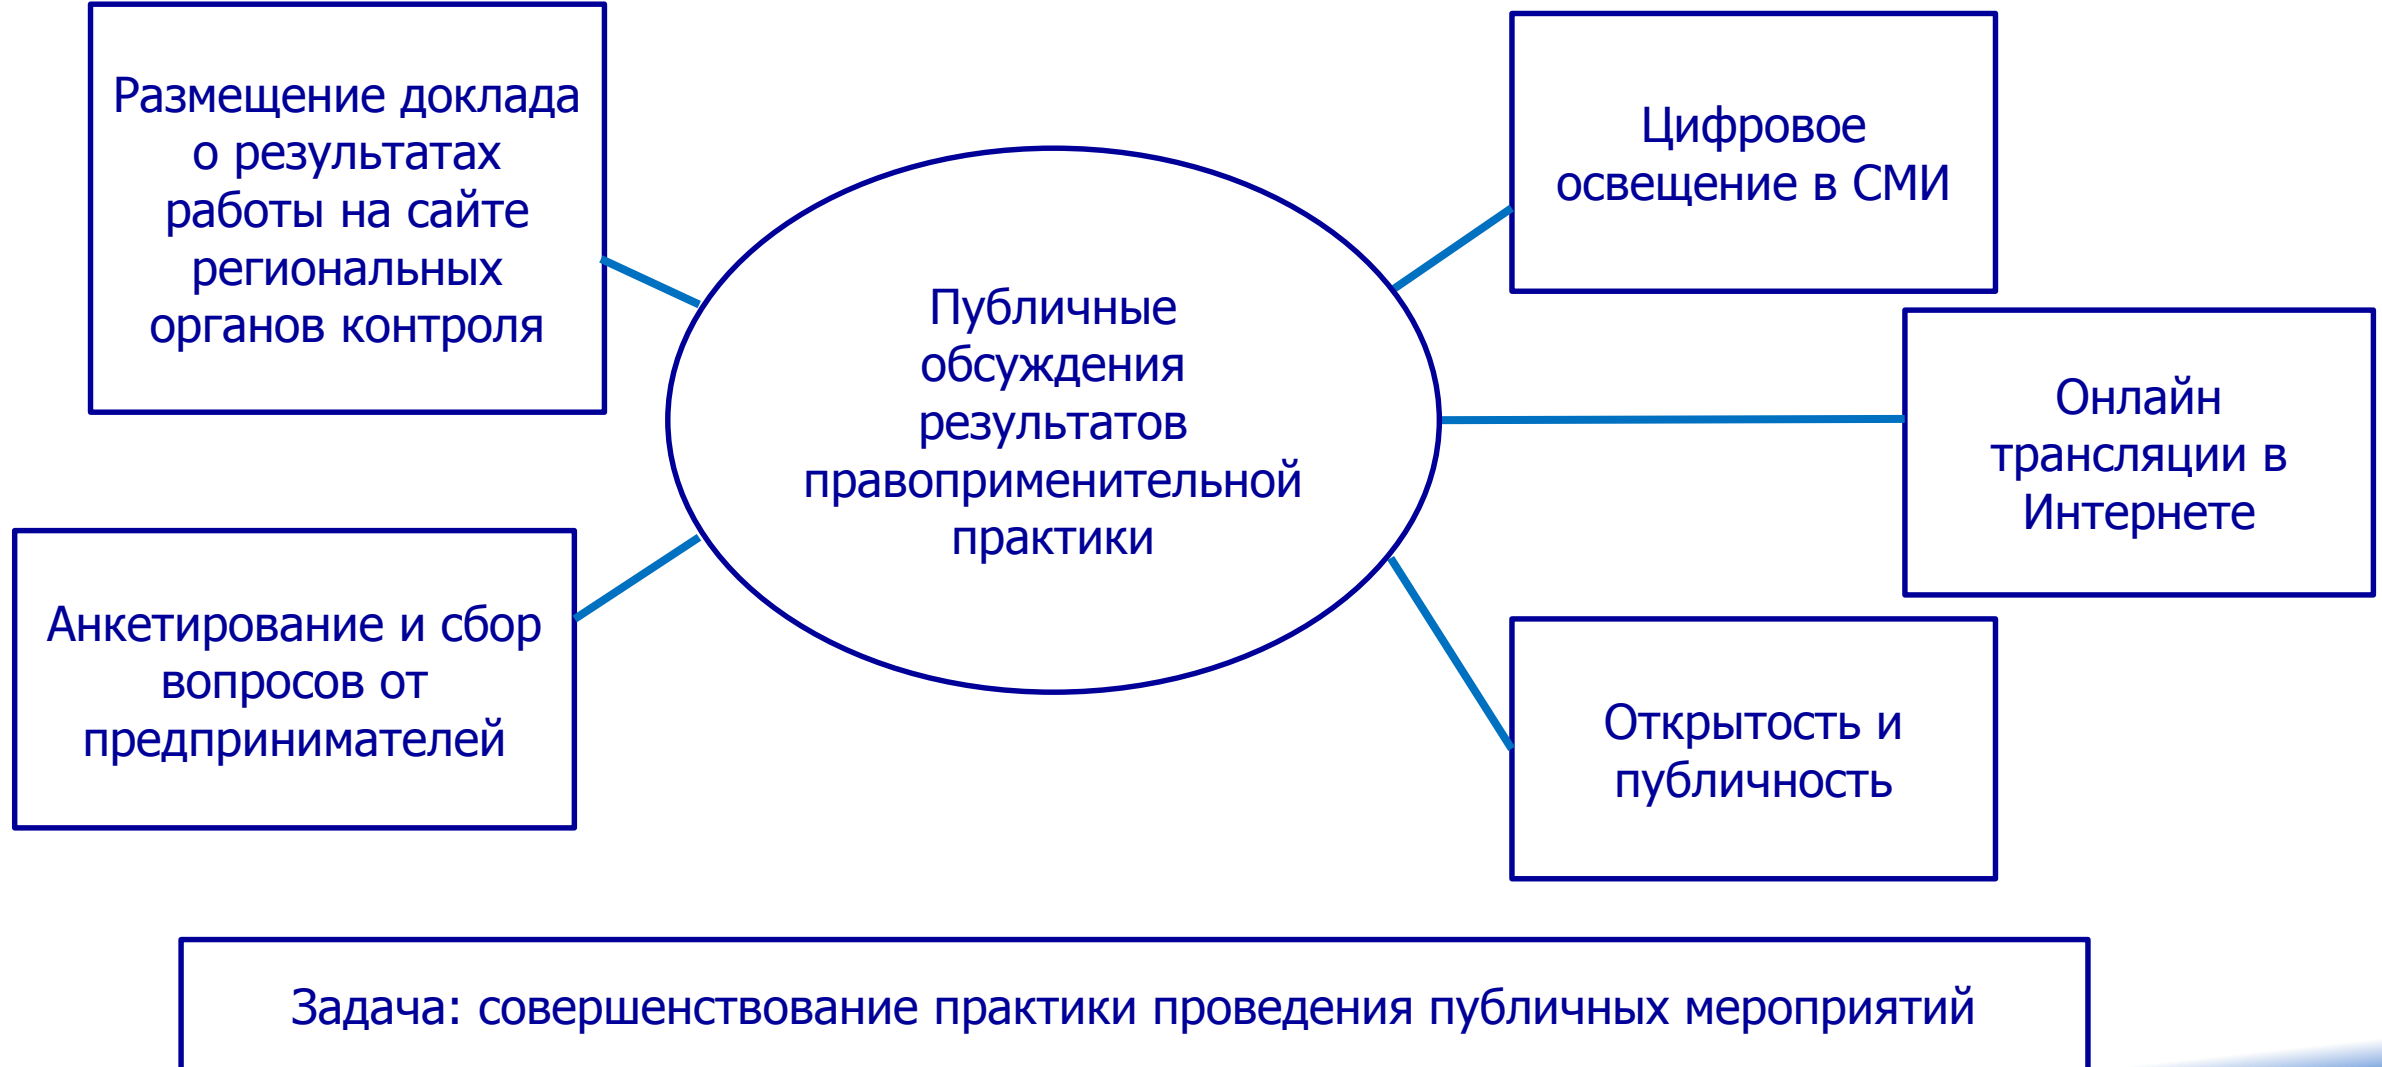 Размещение доклада
о результатах
работы на сайте
региональных
органов контроля
Цифровое
освещение в СМИ
Публичные
обсуждения
результатов
правоприменительной
практики
Онлайн
трансляции в
Интернете
Анкетирование и сбор
вопросов от
предпринимателей
Открытость и
публичность
Задача: совершенствование практики проведения публичных мероприятий